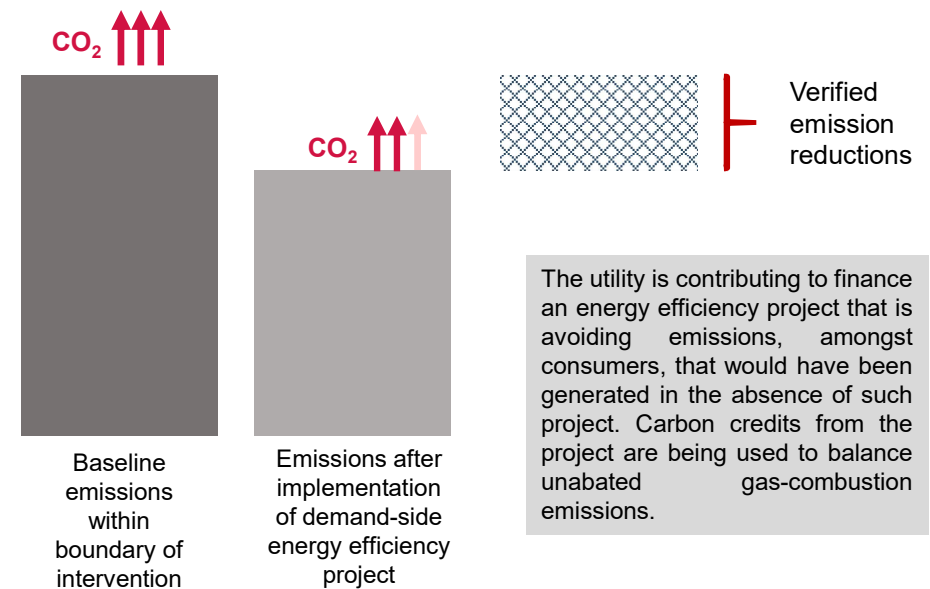 CO₂
CO₂
Verified
emission
reductions
Baseline
emissions
within
boundary of
intervention
Emissions after
implementation
of demand-side
energy efficiency
project
The utility is contributing to finance
an energy efficiency project that is
avoiding emissions, amongst
consumers, that would have been
generated in the absence of such
project. Carbon credits from the
project are being used to balance
unabated gas-combustion
emissions.